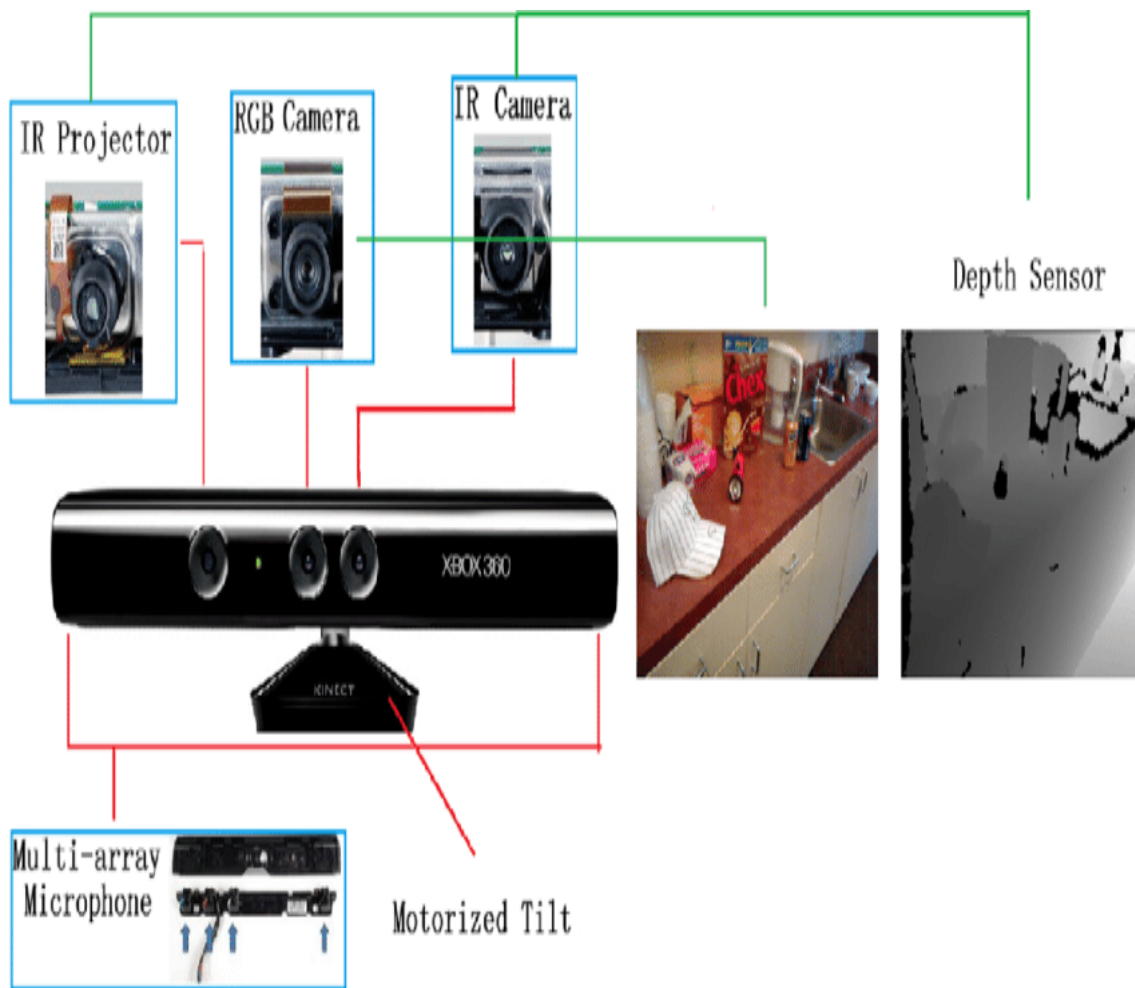 IR Projector
RGB Camera
IR Camera
Depth Sensor
Chex
XBOX 360
KINECT
Multi-array
Microphone
Motorized Tilt